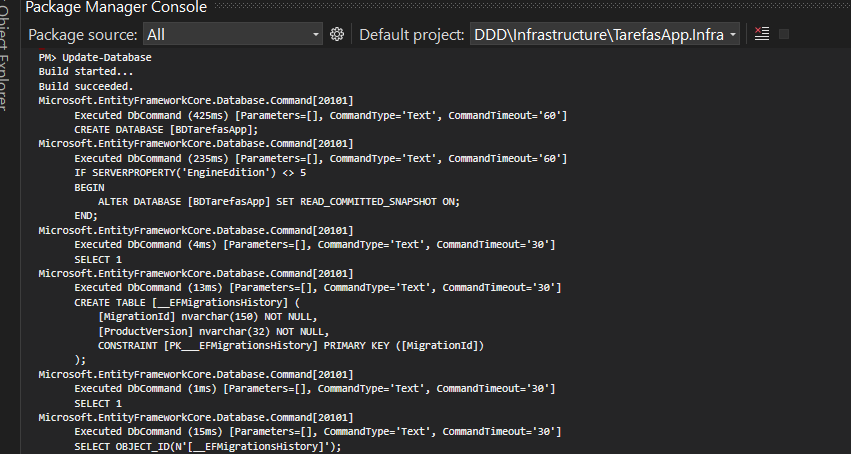 Package Manager Console
Package source: All Default project: DDD\Infrastructure\TarefasApp.Infra
Object Explorer
PM> Update-Database
Build started...
Build succeeded.
Microsoft.EntityFrameworkCore.Database.Command[20101]
      Executed DbCommand (425ms) [Parameters=[], CommandType='Text', CommandTimeout='60']
      CREATE DATABASE [BDTarefasApp];
Microsoft.EntityFrameworkCore.Database.Command[20101]
      Executed DbCommand (235ms) [Parameters=[], CommandType='Text', CommandTimeout='60']
      IF SERVERPROPERTY('EngineEdition') <> 5
      BEGIN
          ALTER DATABASE [BDTarefasApp] SET READ_COMMITTED_SNAPSHOT ON;
      END;
Microsoft.EntityFrameworkCore.Database.Command[20101]
      Executed DbCommand (4ms) [Parameters=[], CommandType='Text', CommandTimeout='30']
      SELECT 1
Microsoft.EntityFrameworkCore.Database.Command[20101]
      Executed DbCommand (13ms) [Parameters=[], CommandType='Text', CommandTimeout='30']
      CREATE TABLE [__EFMigrationsHistory] (
          [MigrationId] nvarchar(150) NOT NULL,
          [ProductVersion] nvarchar(32) NOT NULL,
          CONSTRAINT [PK___EFMigrationsHistory] PRIMARY KEY ([MigrationId])
      );
Microsoft.EntityFrameworkCore.Database.Command[20101]
      Executed DbCommand (1ms) [Parameters=[], CommandType='Text', CommandTimeout='30']
      SELECT 1
Microsoft.EntityFrameworkCore.Database.Command[20101]
      Executed DbCommand (15ms) [Parameters=[], CommandType='Text', CommandTimeout='30']
      SELECT OBJECT_ID(N'[__EFMigrationsHistory]');